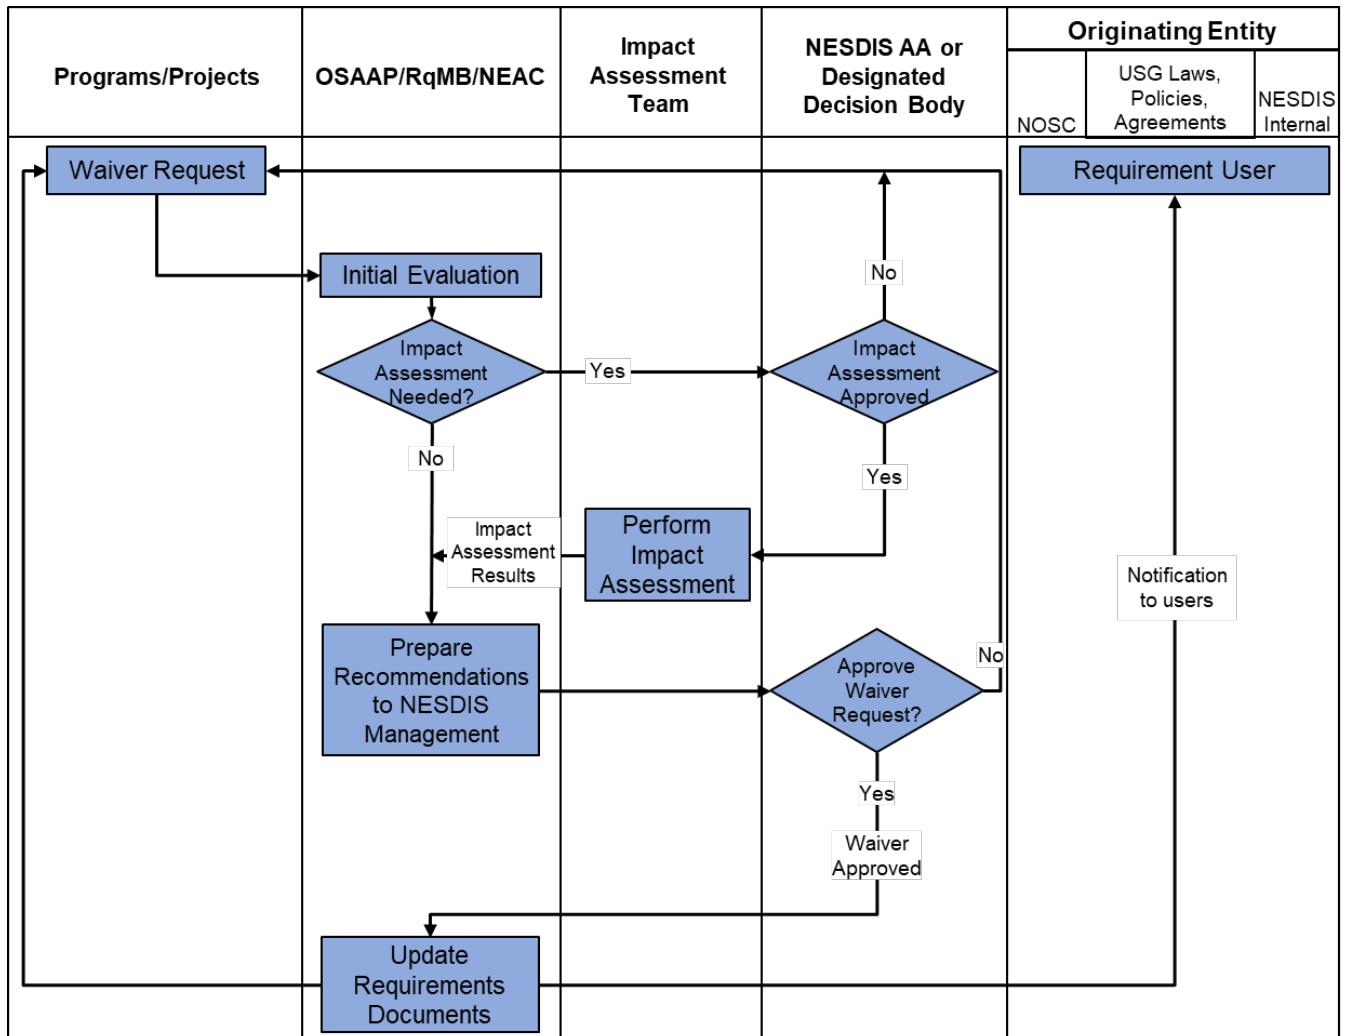 Programs/Projects
OSAAP/RqMB/NEAC
Impact
Assessment
Team
NESDIS AA or
Designated
Decision Body
Originating Entity
NOSC
USG Laws,
Policies,
Agreements
NESDIS
Internal
Waiver Request
Requirement User
Initial Evaluation
No
Impact
Assessment
Needed?
Yes
Impact
Assessment
Approved
No
Yes
Impact
Assessment
Results
Perform
Impact
Assessment
Notification
to users
Prepare
Recommendations
to NESDIS
Management
Approve
Waiver
Request?
No
Yes
Waiver
Approved
Update
Requirements
Documents